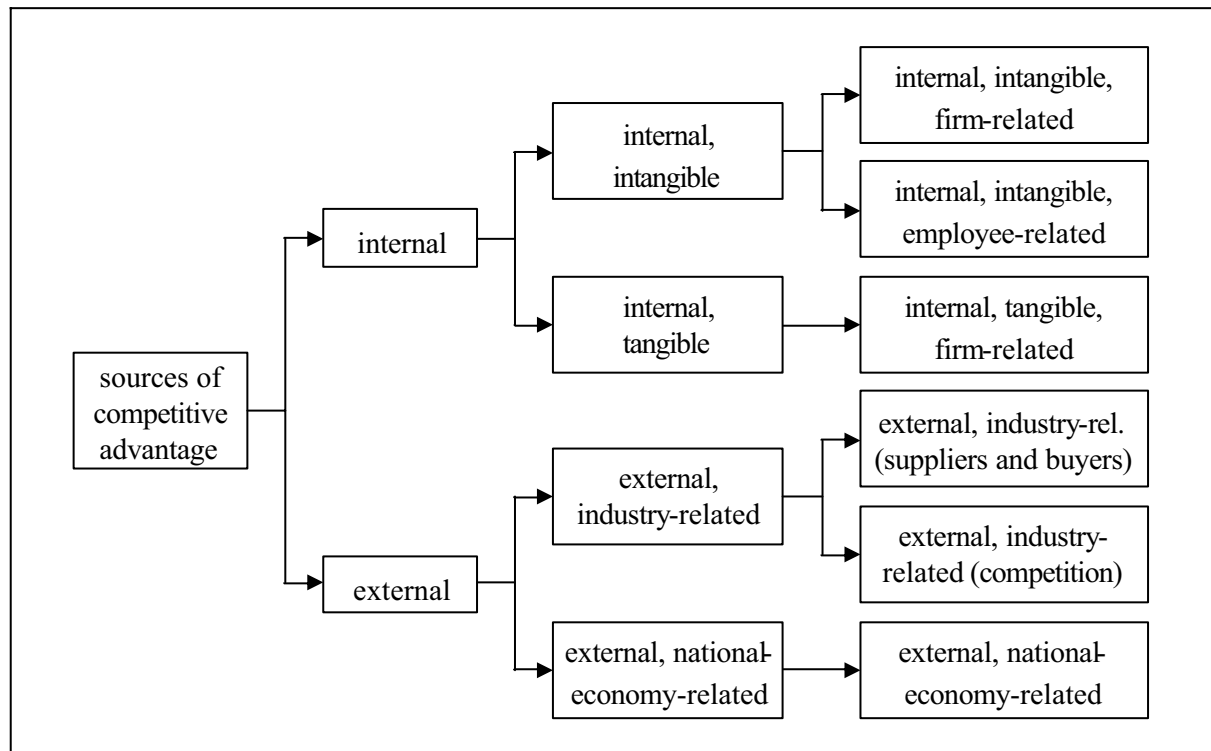 sources of
competitive
advantage
internal
external
internal,
intangible
internal,
tangible
external,
industry-related
external, national-
economy-related
internal, intangible,
firm-related
internal, intangible,
employee-related
internal, tangible,
firm-related
external, industry-rel.
(suppliers and buyers)
external, industry-
related (competition)
external, national-
economy-related